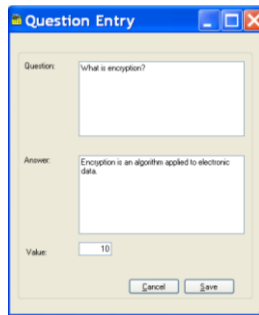 Question Entry
Question:
What is encryption?
Answer:
Encryption is an algorithm applied to electronic
data.
Value:
10
Cancel
Save